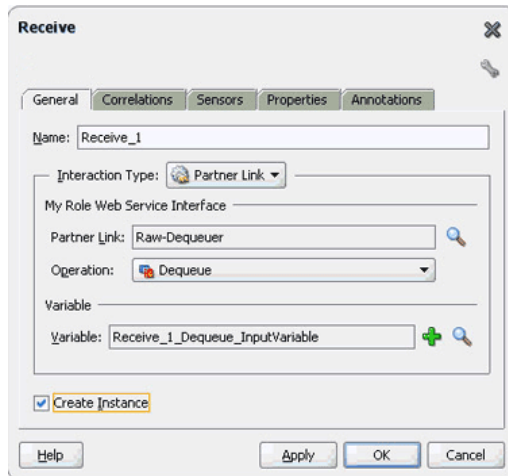 Receive
General Correlations Sensors Properties Annotations
Name: Receive_1
Interaction Type: Partner Link
My Role Web Service Interface
Partner Link: Raw-Dequeuer
Operation: Dequeue
Variable
Variable: Receive_1_Dequeue_InputVariable
Create Instance
Help Apply OK Cancel